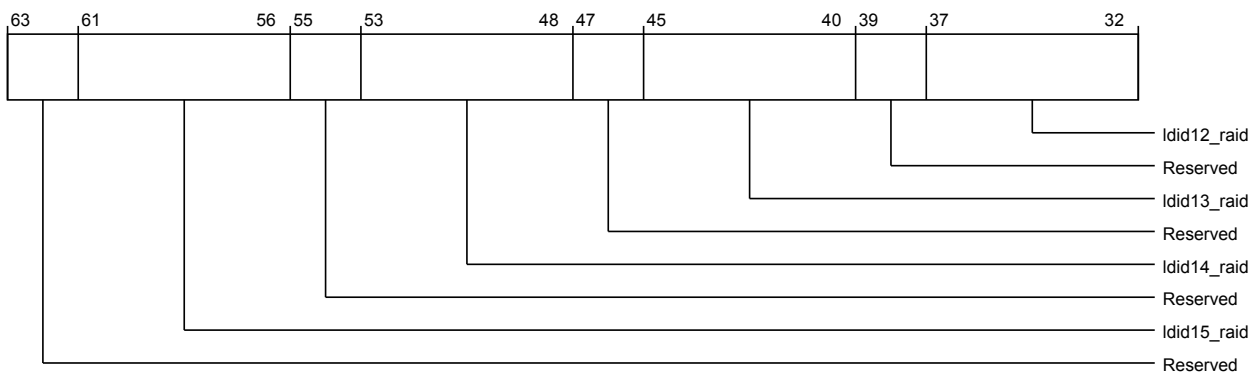 63 61 56 55 53 48 47 45 40 39 37 32
ldid12_raid
Reserved
ldid13_raid
Reserved
ldid14_raid
Reserved
ldid15_raid
Reserved